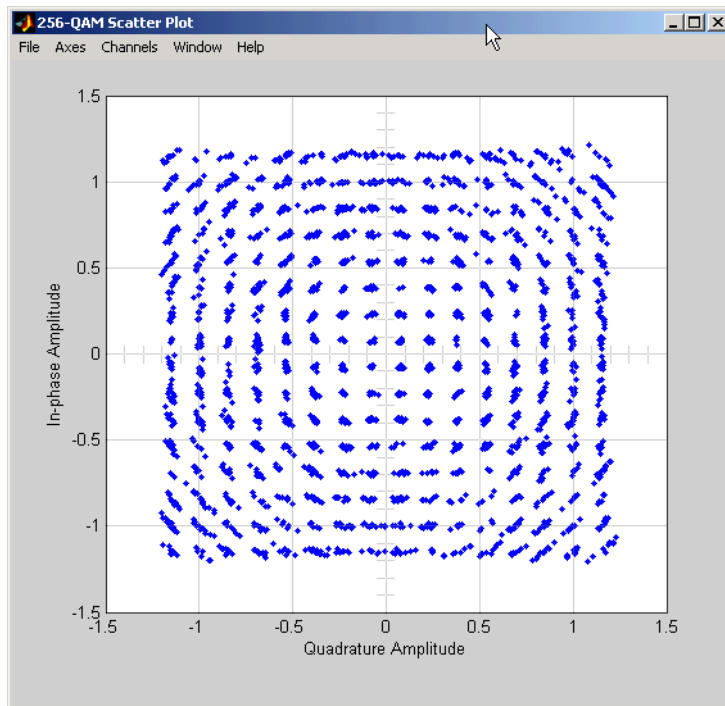 256-QAM Scatter Plot
File Axes Channels Window Help
1.5
1
0.5
0
-0.5
-1
-1.5
In-phase Amplitude
-1.5 -1 -0.5 0 0.5 1 1.5
Quadrature Amplitude